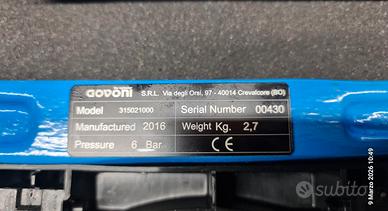 GOVONI S.R.L. Via degli Orsi, 97 - 40014 Crevalcore (BO)
Model 315021000 Serial Number 00430
Manufactured 2016 Weight Kg. 2,7
Pressure 6 Bar CE
subito
9 Marzo 2026 10:49